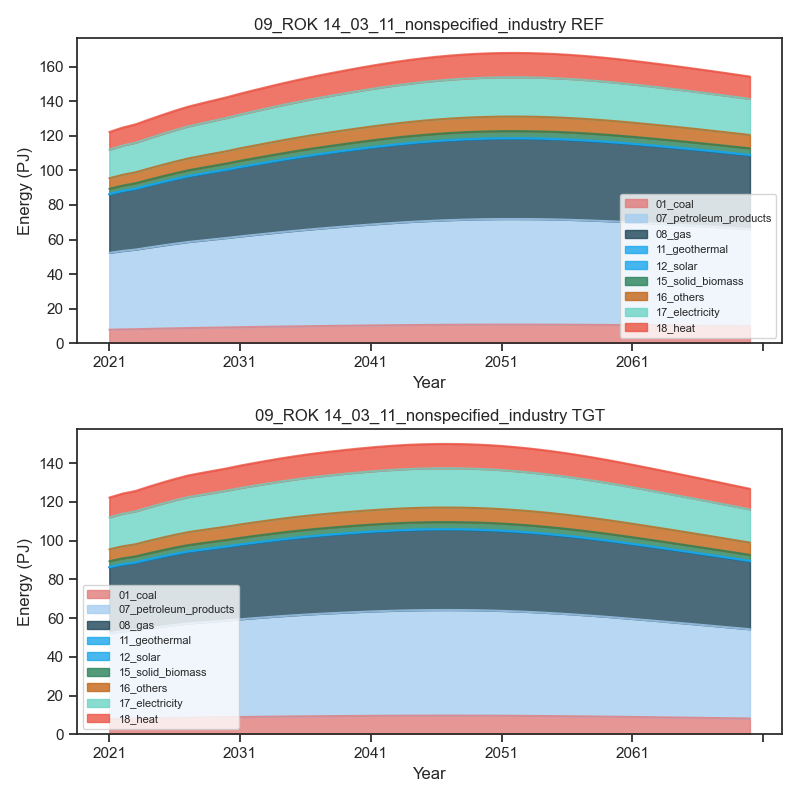 09_ROK 14_03_11_nonspecified_industry REF
160
140
120
100
80
60
40
20
0
Energy (PJ)
01_coal
07_petroleum_products
08_gas
11_geothermal
12_solar
15_solid_biomass
16_others
17_electricity
18_heat
2021 2031 2041 2051 2061
Year
09_ROK 14_03_11_nonspecified_industry TGT
140
120
100
80
60
40
20
0
Energy (PJ)
01_coal
07_petroleum_products
08_gas
11_geothermal
12_solar
15_solid_biomass
16_others
17_electricity
18_heat
2021 2031 2041 2051 2061
Year